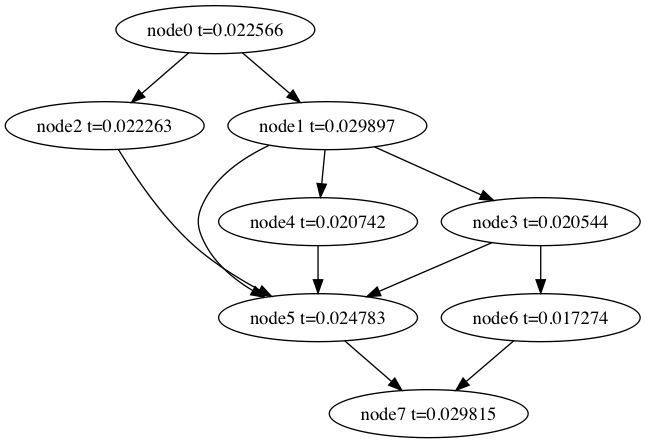 node0 t=0.022566
node2 t=0.022263
node1 t=0.029897
node4 t=0.020742
node3 t=0.020544
node5 t=0.024783
node6 t=0.017274
node7 t=0.029815